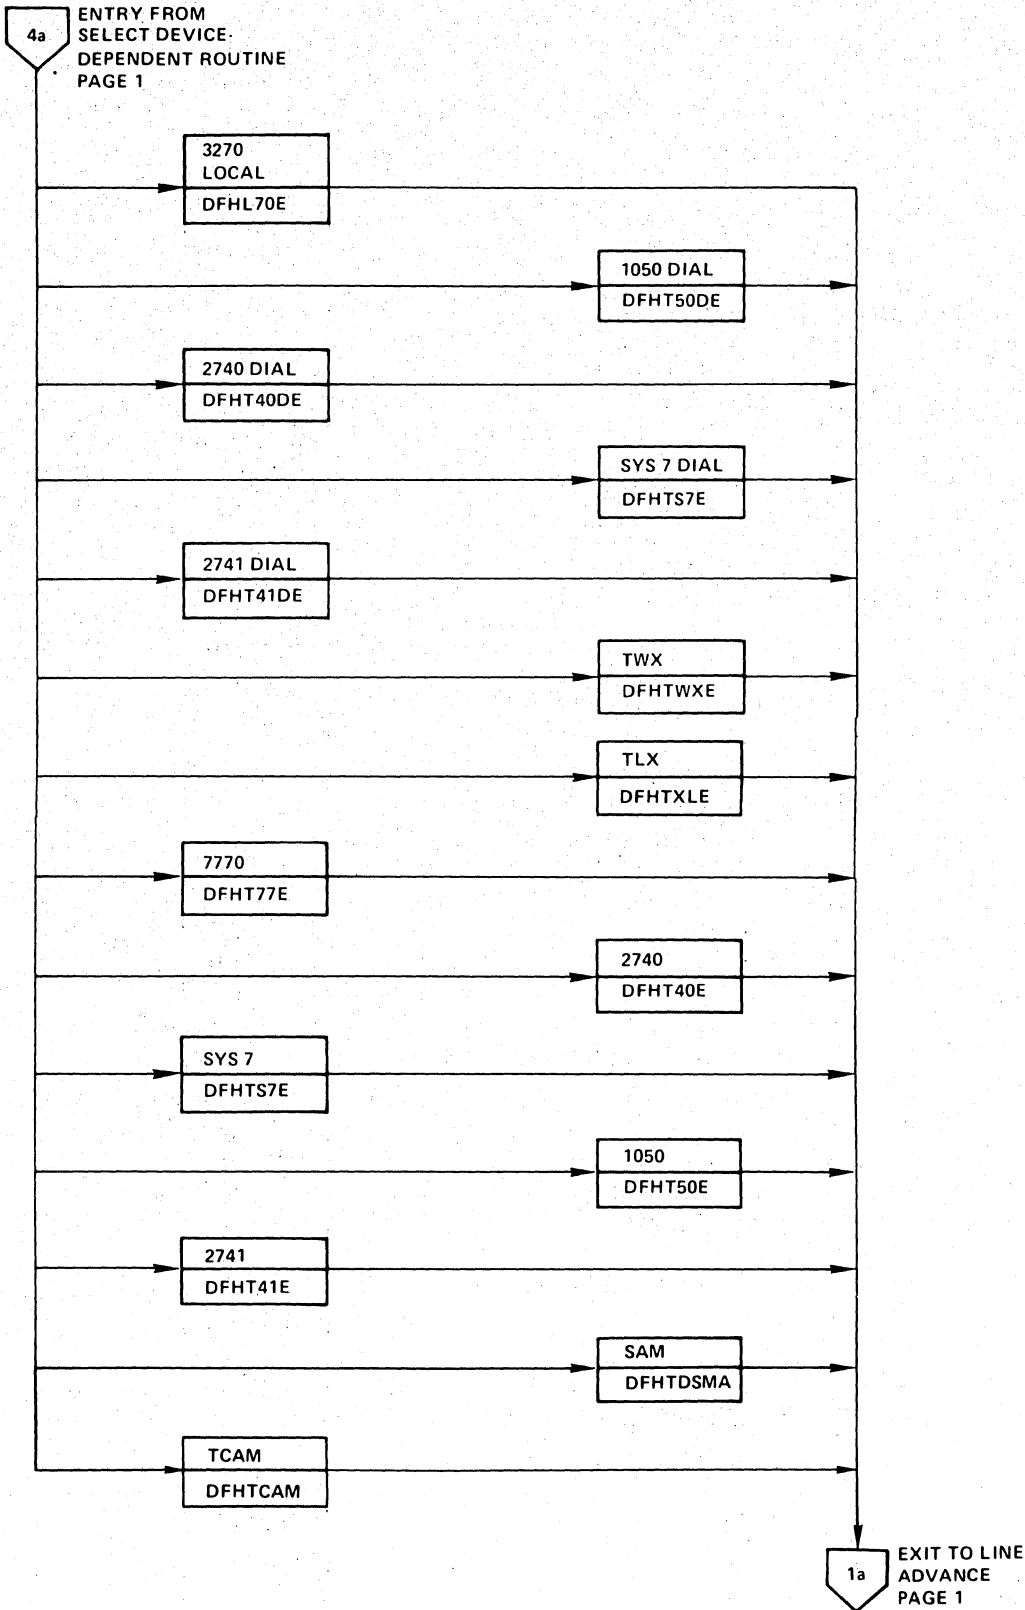 4a
ENTRY FROM
SELECT DEVICE-
DEPENDENT ROUTINE
PAGE 1
3270
LOCAL
DFHL70E
1050 DIAL
DFHT50DE
2740 DIAL
DFHT40DE
SYS 7 DIAL
DFHTS7E
2741 DIAL
DFHT41DE
TWX
DFHTWXE
TLX
DFHTXLE
7770
DFHT77E
2740
DFHT40E
SYS 7
DFHTS7E
1050
DFHT50E
2741
DFHT41E
SAM
DFHTDSMA
TCAM
DFHTCAM
1a
EXIT TO LINE
ADVANCE
PAGE 1